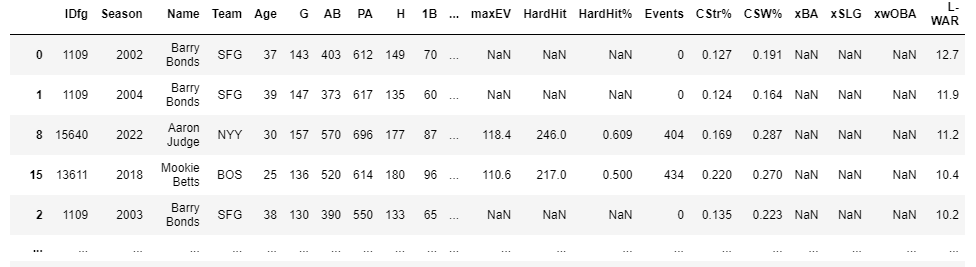 IDfg Season Name Team Age G AB PA H 1B ... maxEV HardHit HardHit% Events CStr% CSW% xBA xSLG xwOBA L-WAR
0 1109 2002 Barry Bonds SFG 37 143 403 612 149 70 ... NaN NaN NaN 0 0.127 0.191 NaN NaN NaN 12.7
1 1109 2004 Barry Bonds SFG 39 147 373 617 135 60 ... NaN NaN NaN 0 0.124 0.164 NaN NaN NaN 11.9
8 15640 2022 Aaron Judge NYY 30 157 570 696 177 87 ... 118.4 246.0 0.609 404 0.169 0.287 NaN NaN NaN 11.2
15 13611 2018 Mookie Betts BOS 25 136 520 614 180 96 ... 110.6 217.0 0.500 434 0.220 0.270 NaN NaN NaN 10.4
2 1109 2003 Barry Bonds SFG 38 130 390 550 133 65 ... NaN NaN NaN 0 0.135 0.223 NaN NaN NaN 10.2
... ... ... ... ... ... ... ... ... ... ... ... ... ... ... ... ... ... ... ... ... ...